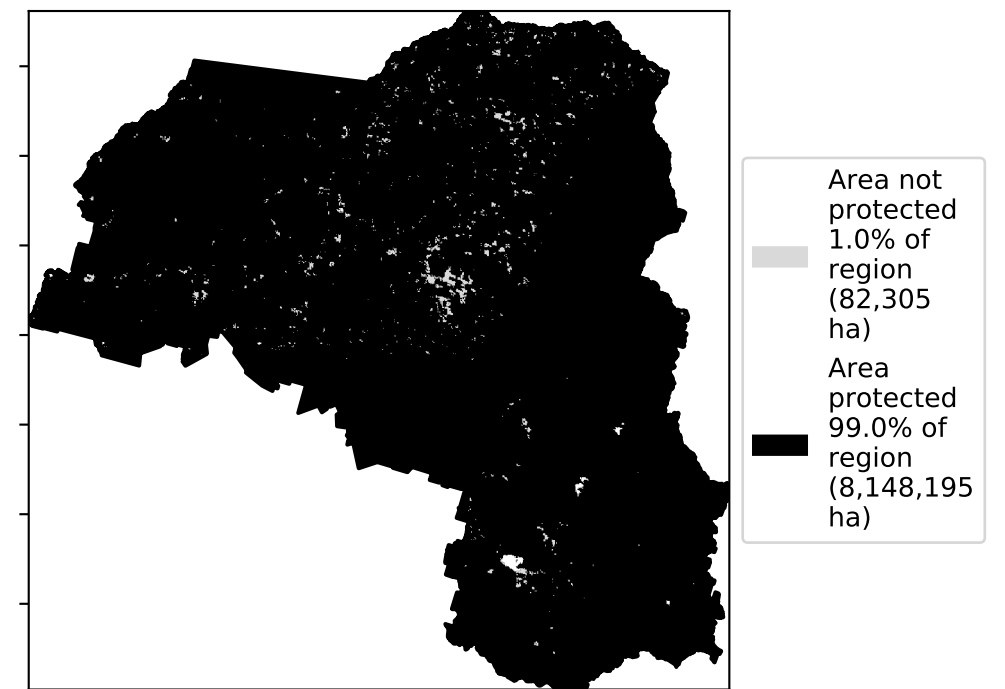 Area not
protected
1.0% of
region
(82,305
ha)
Area
protected
99.0% of
region
(8,148,195
ha)